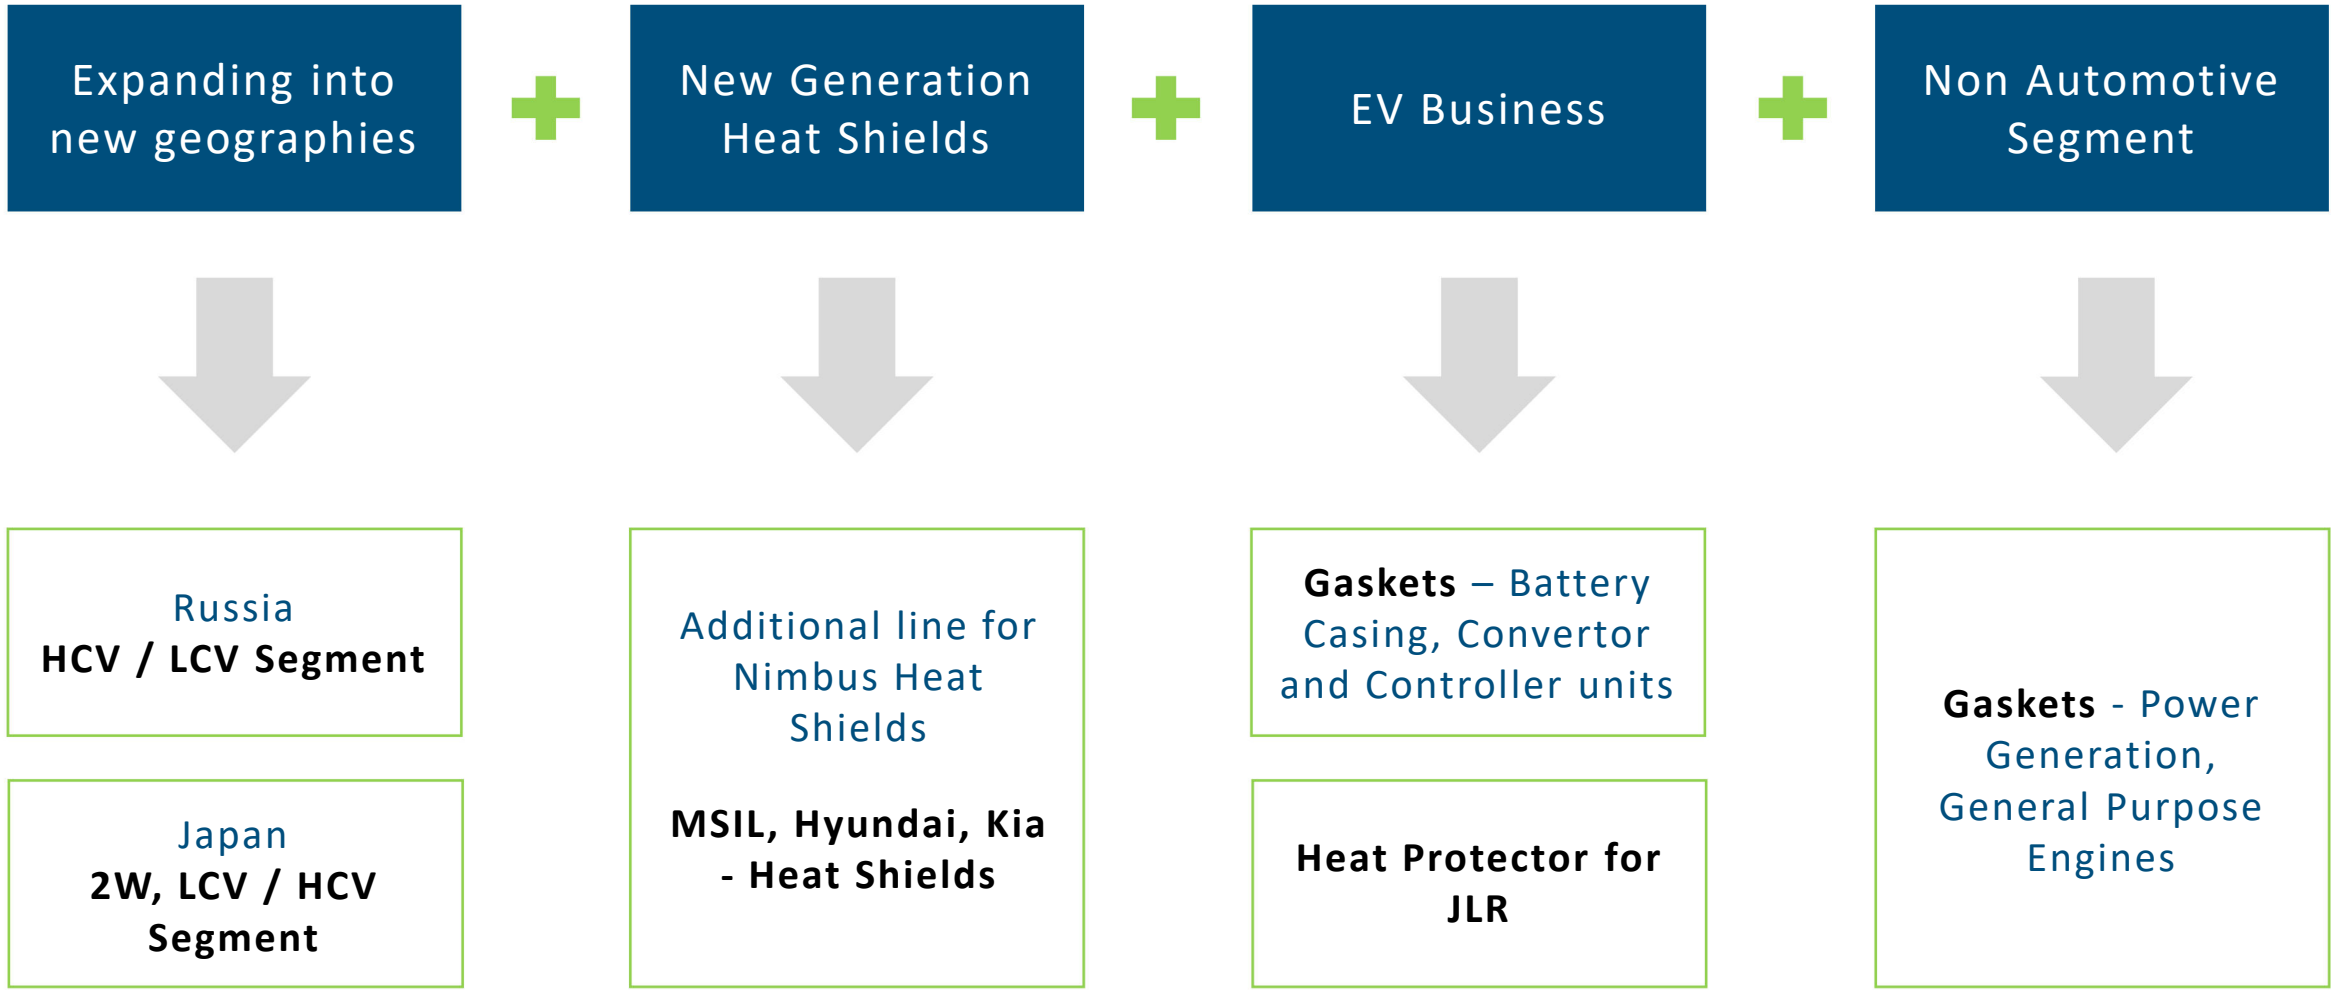 Expanding into
new geographies
New Generation
Heat Shields
EV Business
Non Automotive
Segment
Russia
HCV / LCV Segment
Japan
2W, LCV / HCV
Segment
Additional line for
Nimbus Heat
Shields
MSIL, Hyundai, Kia
- Heat Shields
Gaskets – Battery
Casing, Convertor
and Controller units
Heat Protector for
JLR
Gaskets - Power
Generation,
General Purpose
Engines